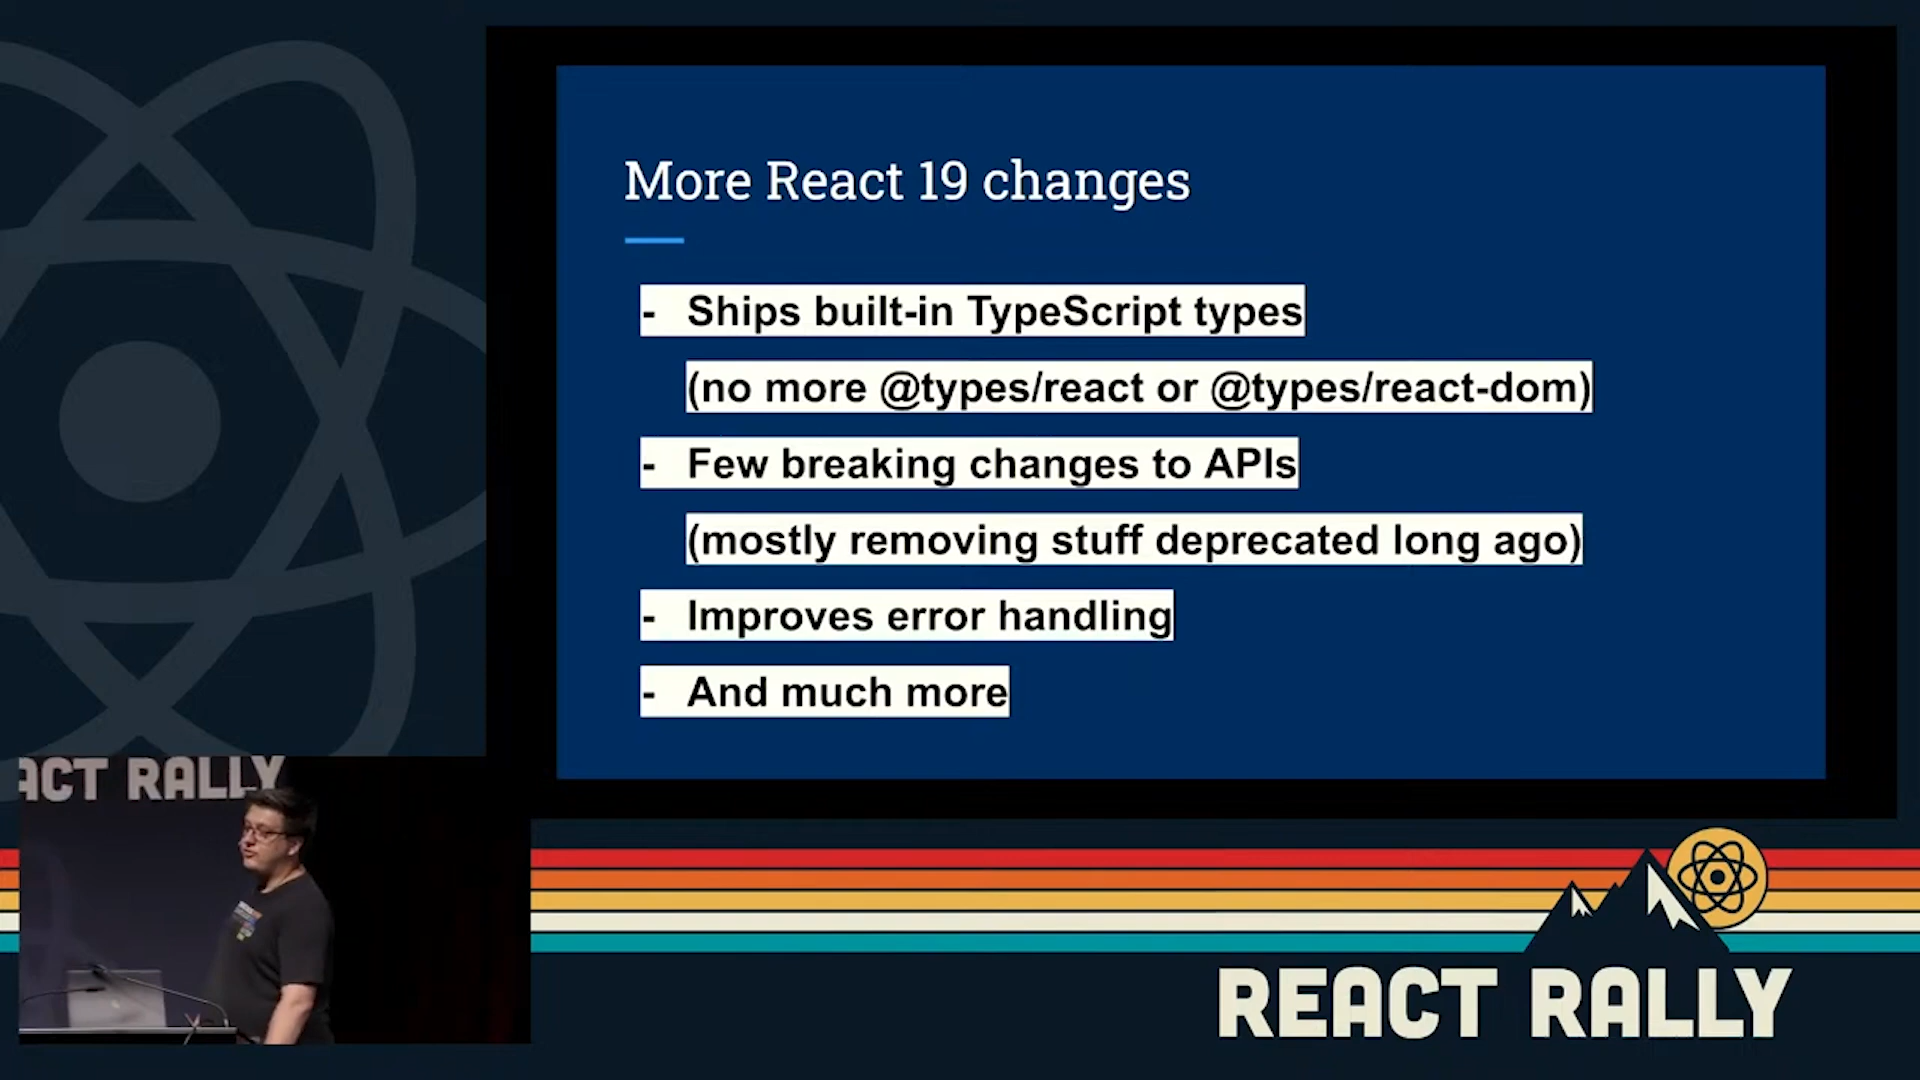 More React 19 changes
- Ships built-in TypeScript types
(no more @types/react or @types/react-dom)
- Few breaking changes to APIs
(mostly removing stuff deprecated long ago)
- Improves error handling
- And much more
ACT RALLY
REACT RALLY